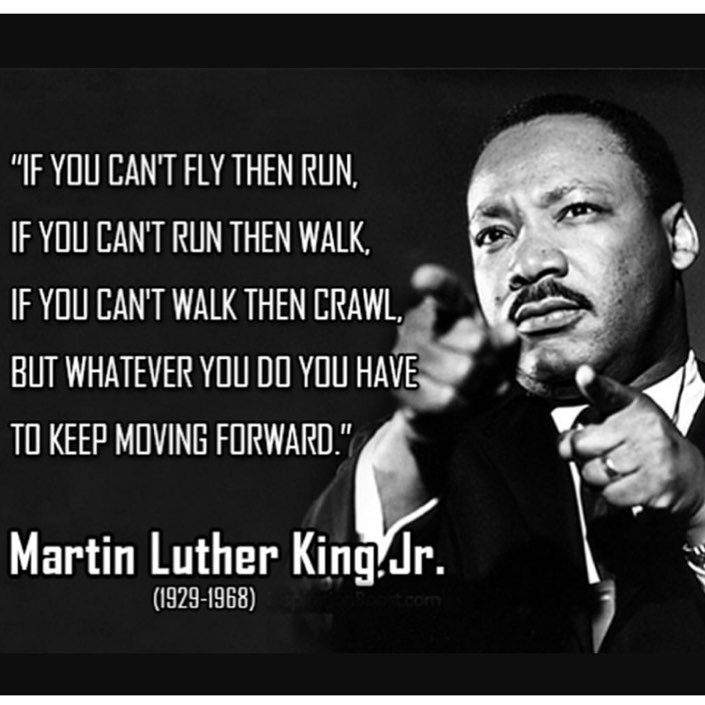 “IF YOU CAN'T FLY THEN RUN,
IF YOU CAN'T RUN THEN WALK,
IF YOU CAN'T WALK THEN CRAWL,
BUT WHATEVER YOU DO YOU HAVE
TO KEEP MOVING FORWARD.”
Martin Luther King,Jr.
(1929-1968)